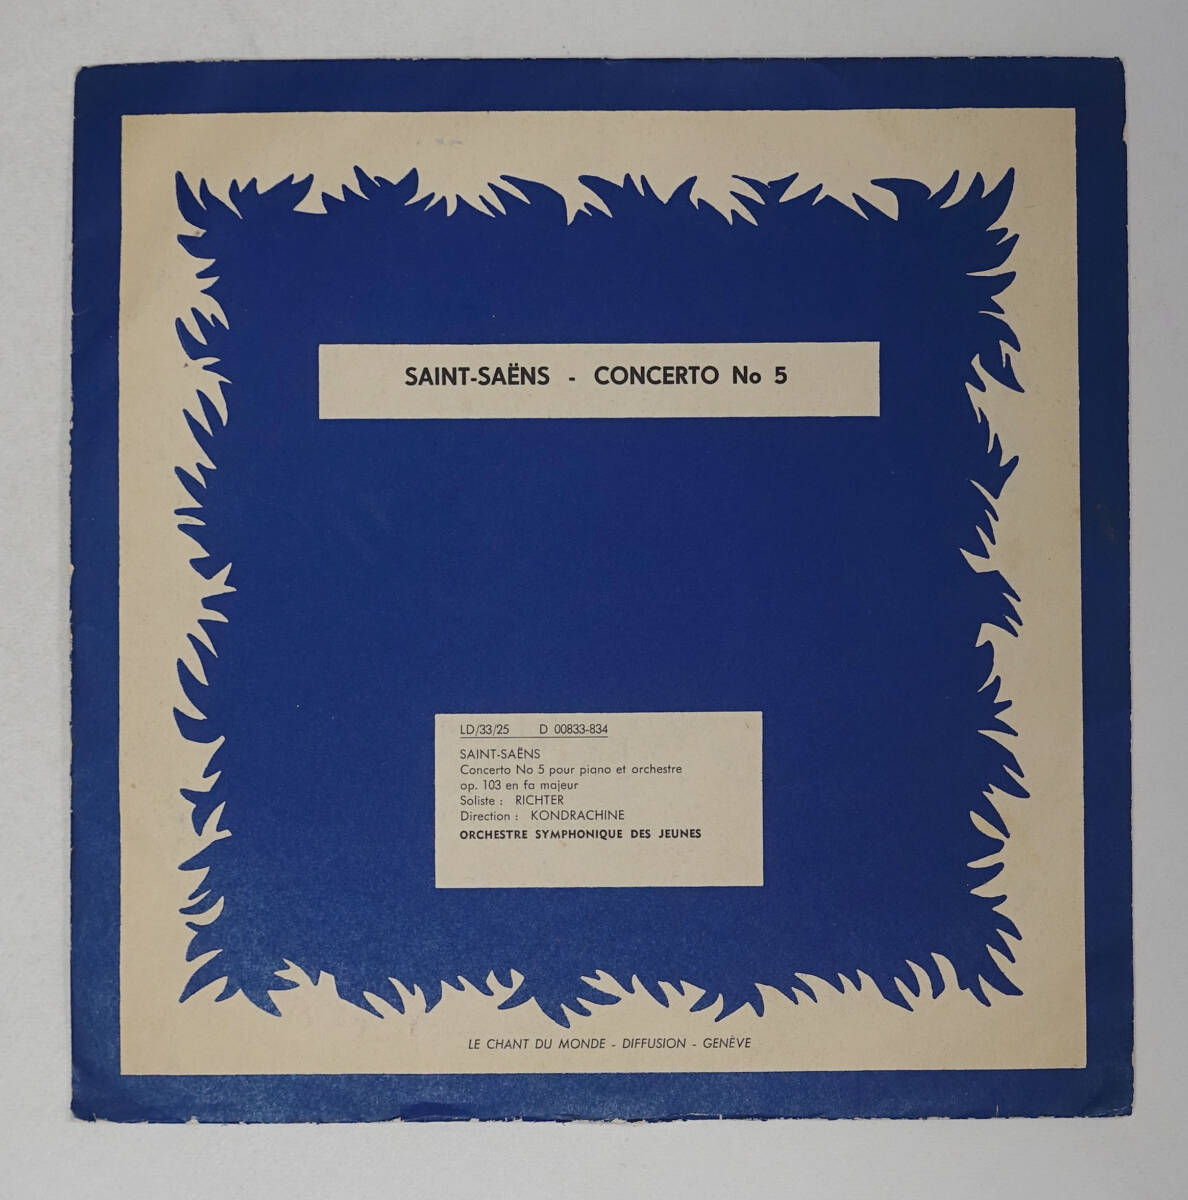 SAINT-SAËNS - CONCERTO No 5
LD/33/25 D 00833-834
SAINT-SAËNS
Concerto No 5 pour piano et orchestre
op. 103 en fa majeur
Soliste : RICHTER
Direction : KONDRACHINE
ORCHESTRE SYMPHONIQUE DES JEUNES
LE CHANT DU MONDE - DIFFUSION - GENÈVE